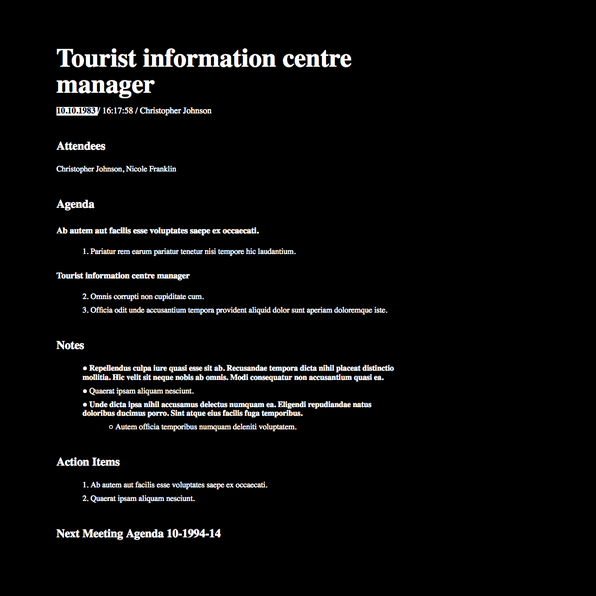 Tourist information centre
manager
10.10.1983 / 16:17:58 / Christopher Johnson
Attendees
Christopher Johnson, Nicole Franklin
Agenda
Ab autem aut facilis esse voluptates saepe ex occaecati.
1. Pariatur rem earum pariatur tenetur nisi tempore hic laudantium.
Tourist information centre manager
2. Omnis corrupti non cupiditate cum.
3. Officia odit unde accusantium tempora provident aliquid dolor sunt aperiam doloremque iste.
Notes
● Repellendus culpa iure quasi esse sit ab. Recusandae tempora dicta nihil placeat distinctio
mollitia. Hic velit sit neque nobis ab omnis. Modi consequatur non accusantium quasi ea.
● Quaerat ipsam aliquam nesciunt.
● Unde dicta ipsa nihil accusamus delectus numquam ea. Eligendi repudiandae natus
doloribus ducimus porro. Sint atque eius facilis fuga temporibus.
○ Autem officia temporibus numquam deleniti voluptatem.
Action Items
1. Ab autem aut facilis esse voluptates saepe ex occaecati.
2. Quaerat ipsam aliquam nesciunt.
Next Meeting Agenda 10-1994-14